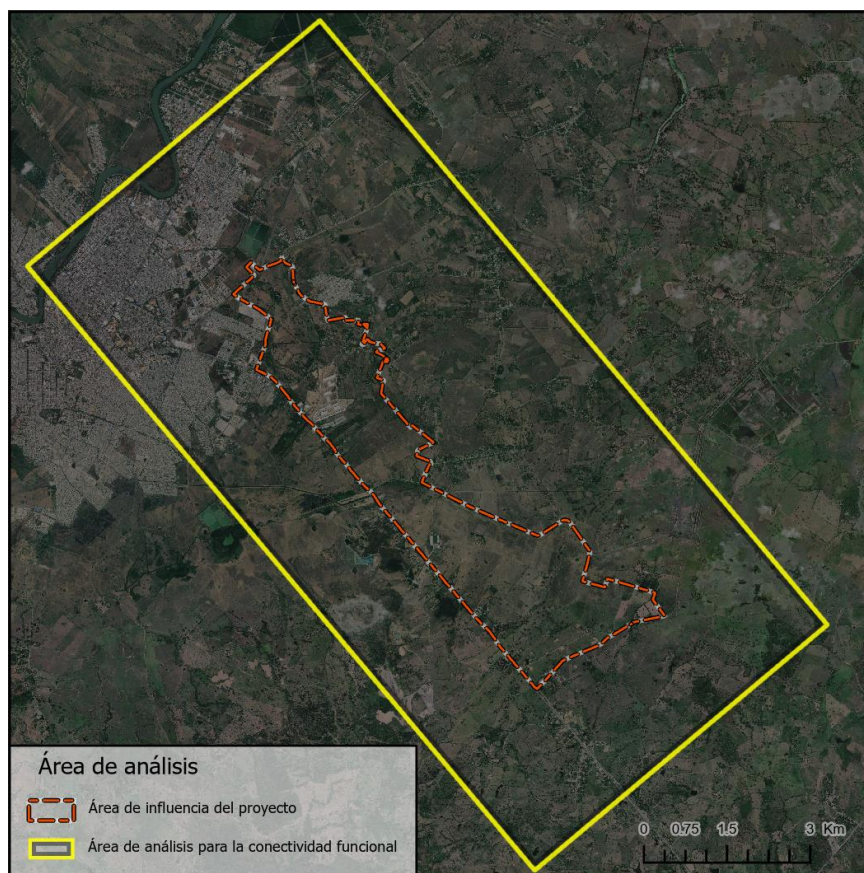 Área de análisis
Área de influencia del proyecto
Área de análisis para la conectividad funcional
0 0.75 1.5 3 Km